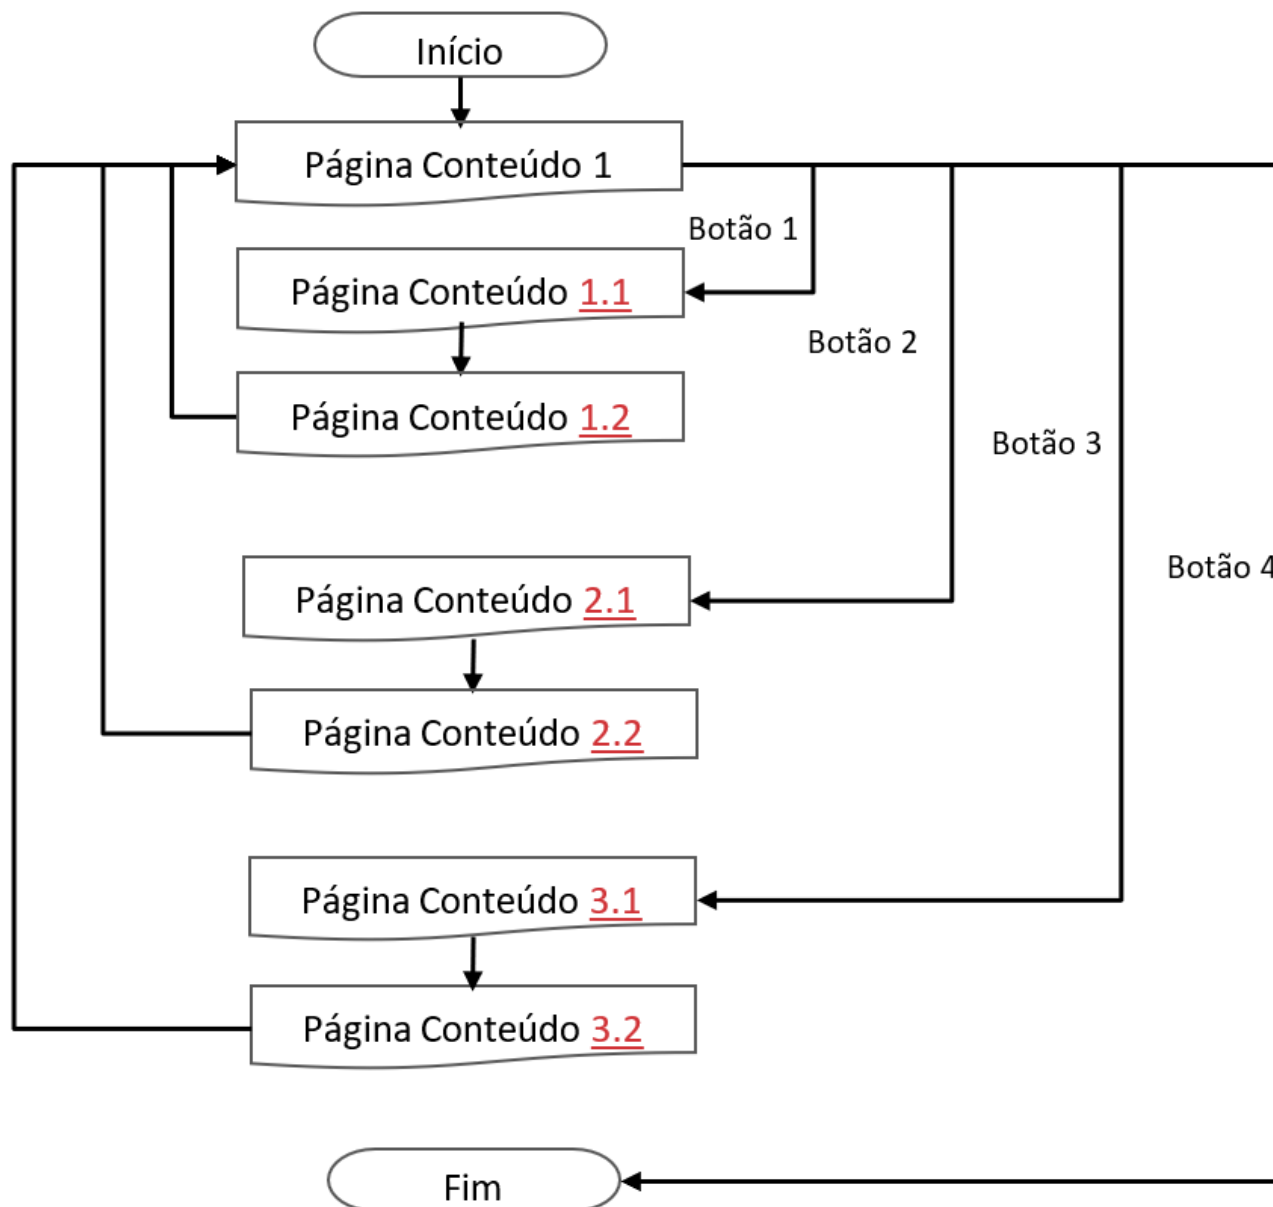 Início
Página Conteúdo 1
Botão 1
Página Conteúdo 1.1
Botão 2
Página Conteúdo 1.2
Botão 3
Botão 4
Página Conteúdo 2.1
Página Conteúdo 2.2
Página Conteúdo 3.1
Página Conteúdo 3.2
Fim